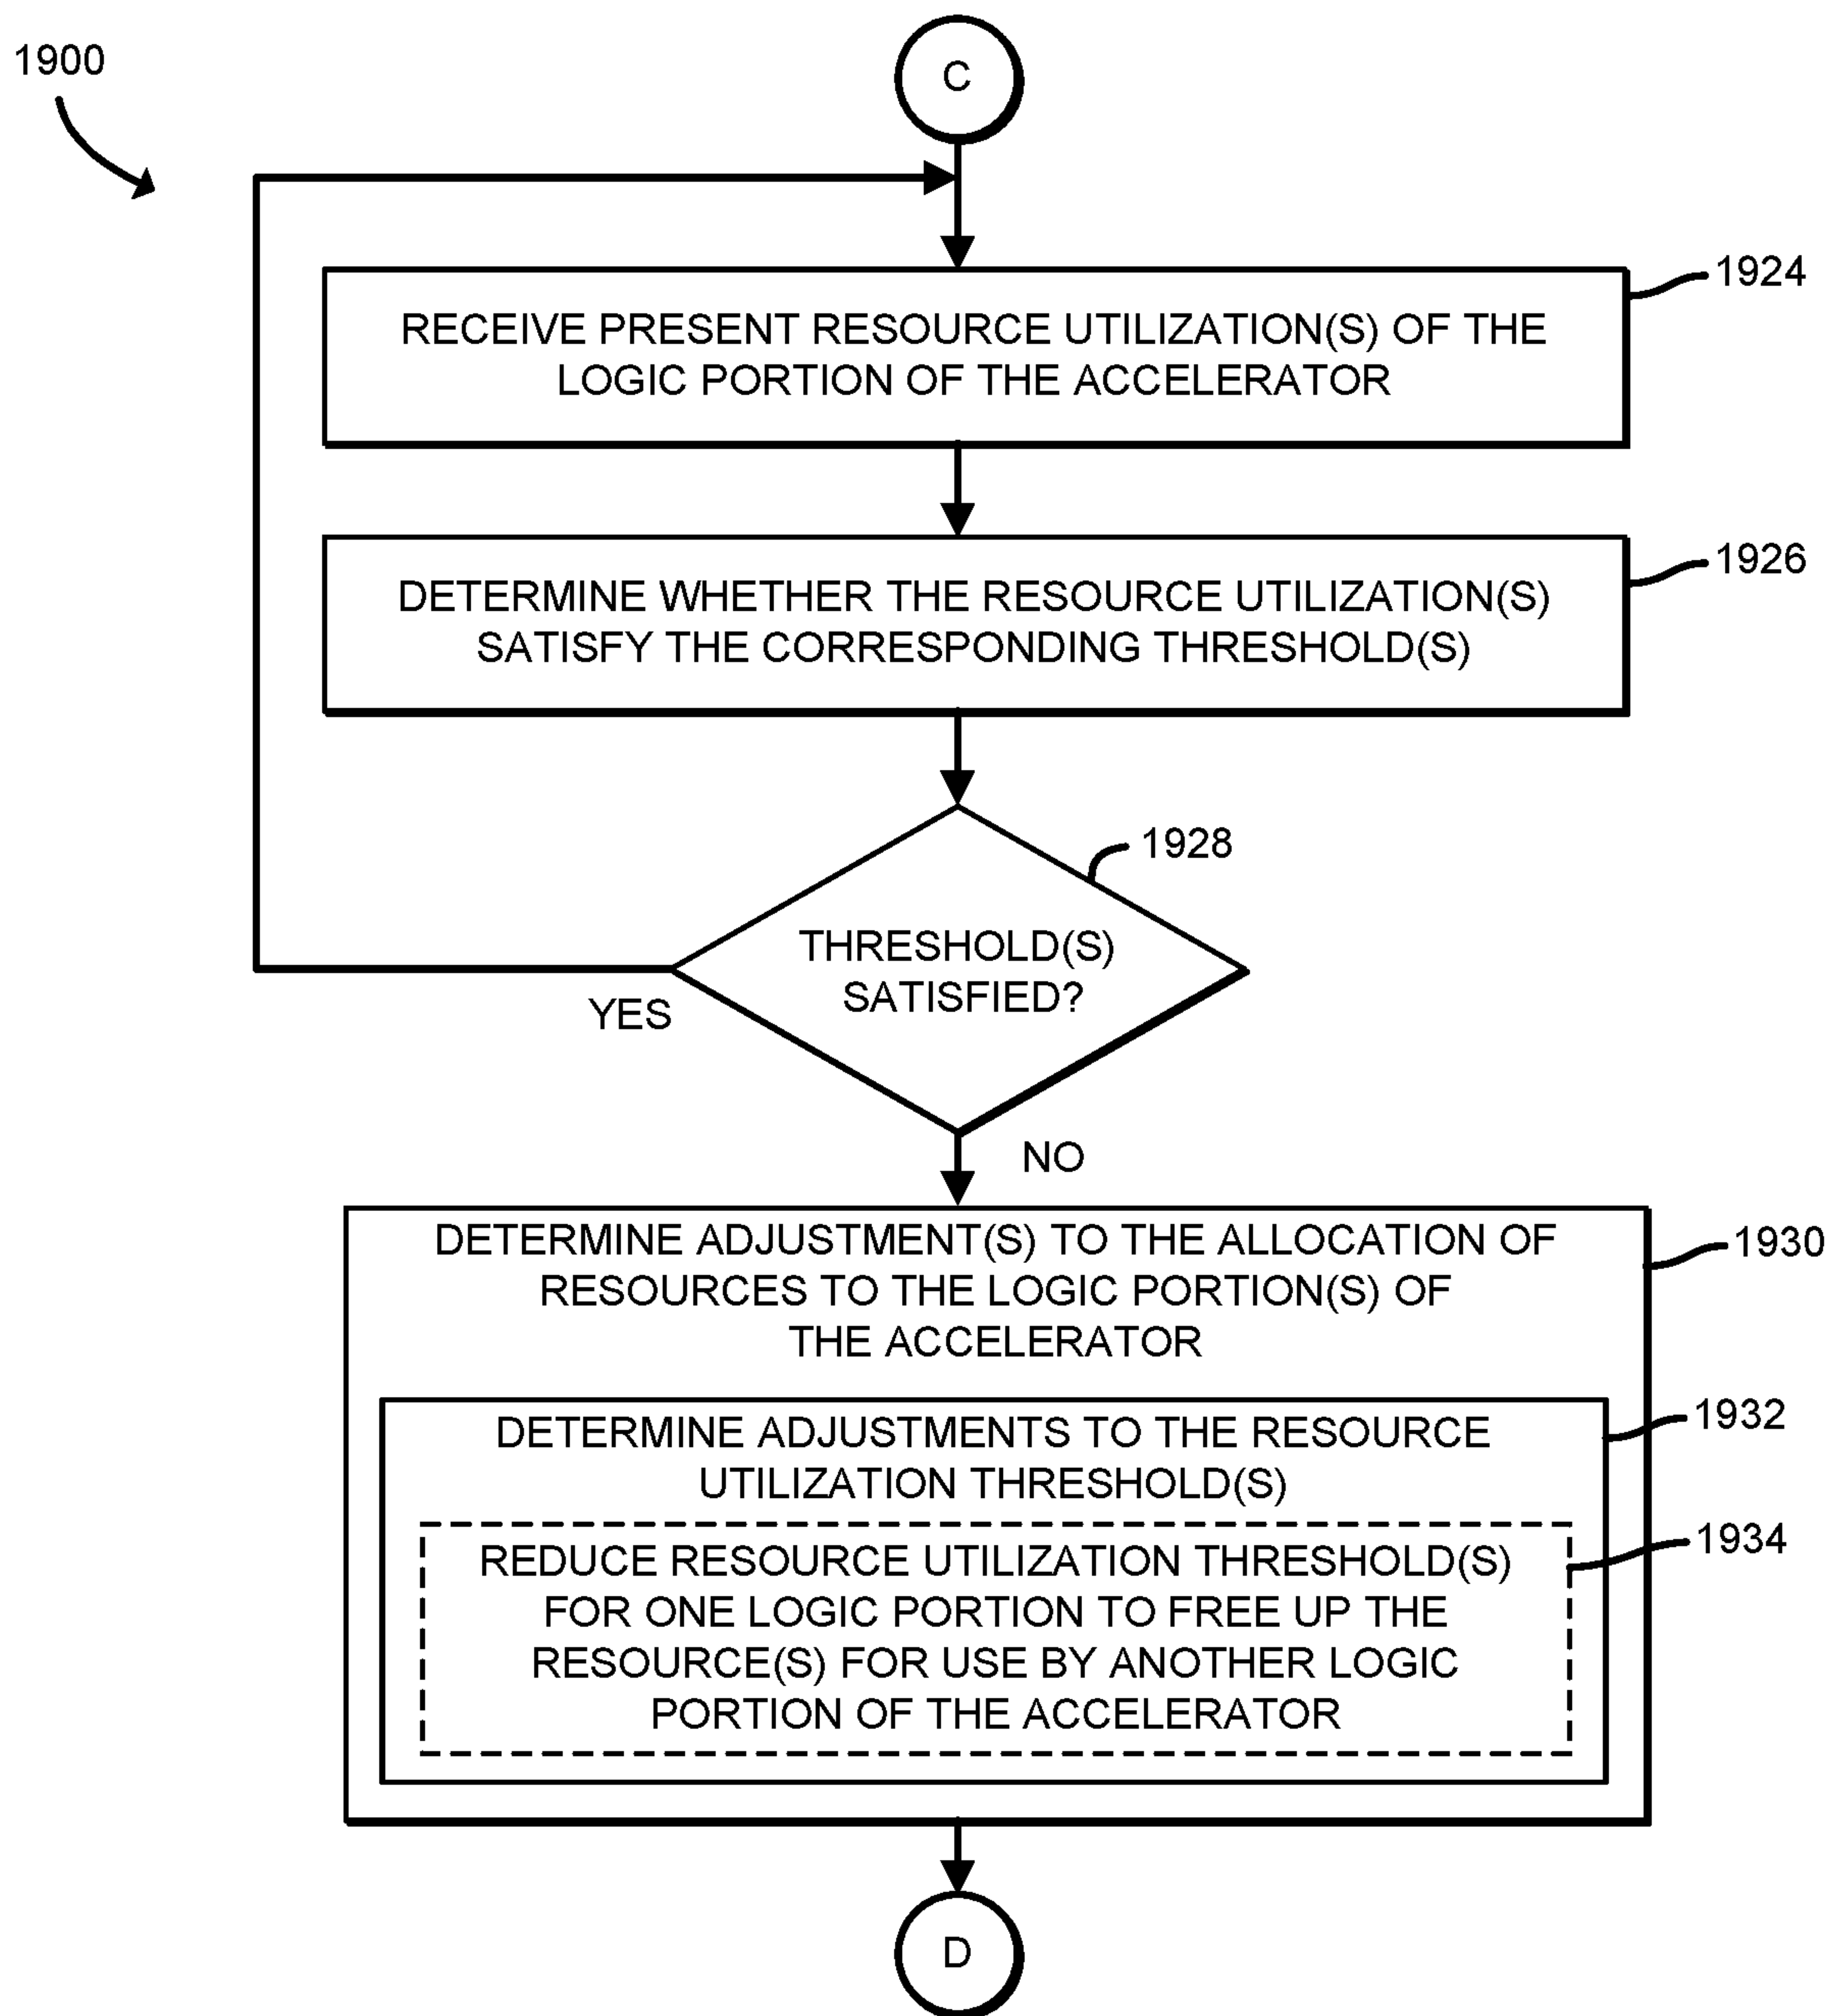 1900
C
1924
RECEIVE PRESENT RESOURCE UTILIZATION(S) OF THE
LOGIC PORTION OF THE ACCELERATOR
1926
DETERMINE WHETHER THE RESOURCE UTILIZATION(S)
SATISFY THE CORRESPONDING THRESHOLD(S)
1928
THRESHOLD(S)
SATISFIED?
YES
NO
1930
DETERMINE ADJUSTMENT(S) TO THE ALLOCATION OF
RESOURCES TO THE LOGIC PORTION(S) OF
THE ACCELERATOR
1932
DETERMINE ADJUSTMENTS TO THE RESOURCE
UTILIZATION THRESHOLD(S)
1934
REDUCE RESOURCE UTILIZATION THRESHOLD(S)
FOR ONE LOGIC PORTION TO FREE UP THE
RESOURCE(S) FOR USE BY ANOTHER LOGIC
PORTION OF THE ACCELERATOR
D